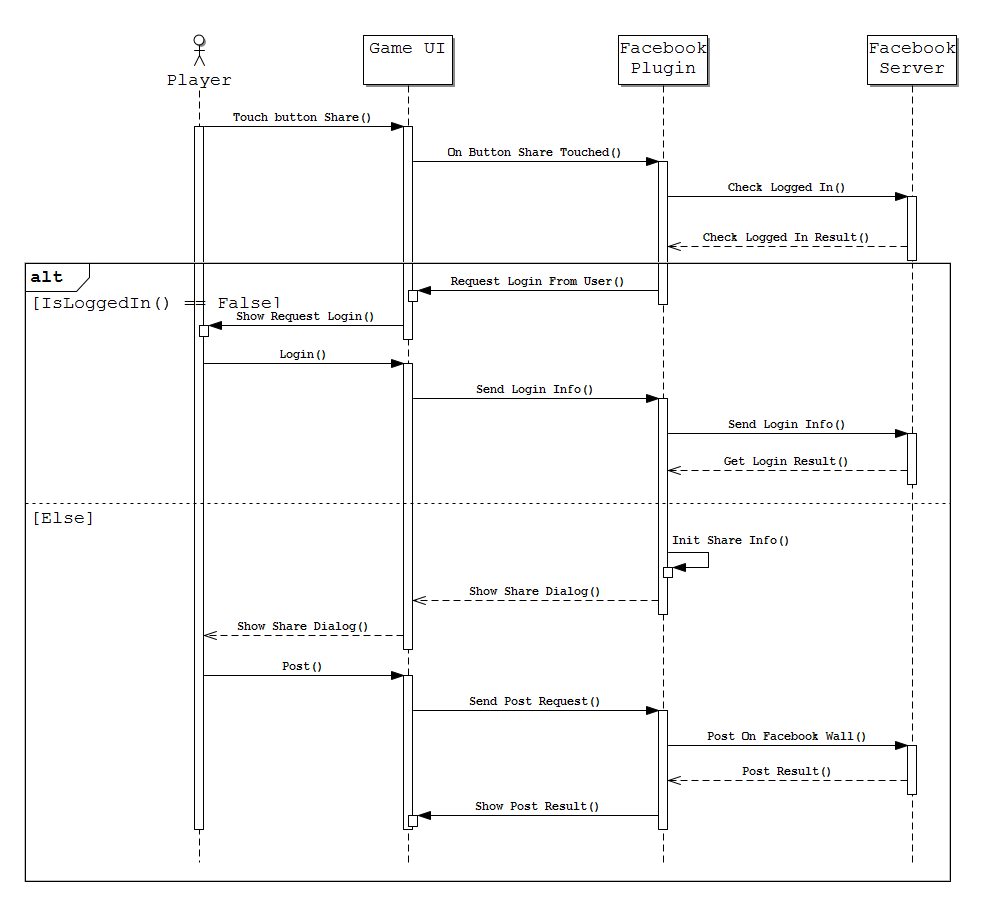 Player
Game UI
Facebook
Plugin
Facebook
Server
Touch button Share()
On Button Share Touched()
Check Logged In()
Check Logged In Result()
alt
Request Login From User()
[IsLoggedIn() == False]
Show Request Login()
Login()
Send Login Info()
Send Login Info()
Get Login Result()
[Else]
Init Share Info()
Show Share Dialog()
Show Share Dialog()
Post()
Send Post Request()
Post On Facebook Wall()
Post Result()
Show Post Result()